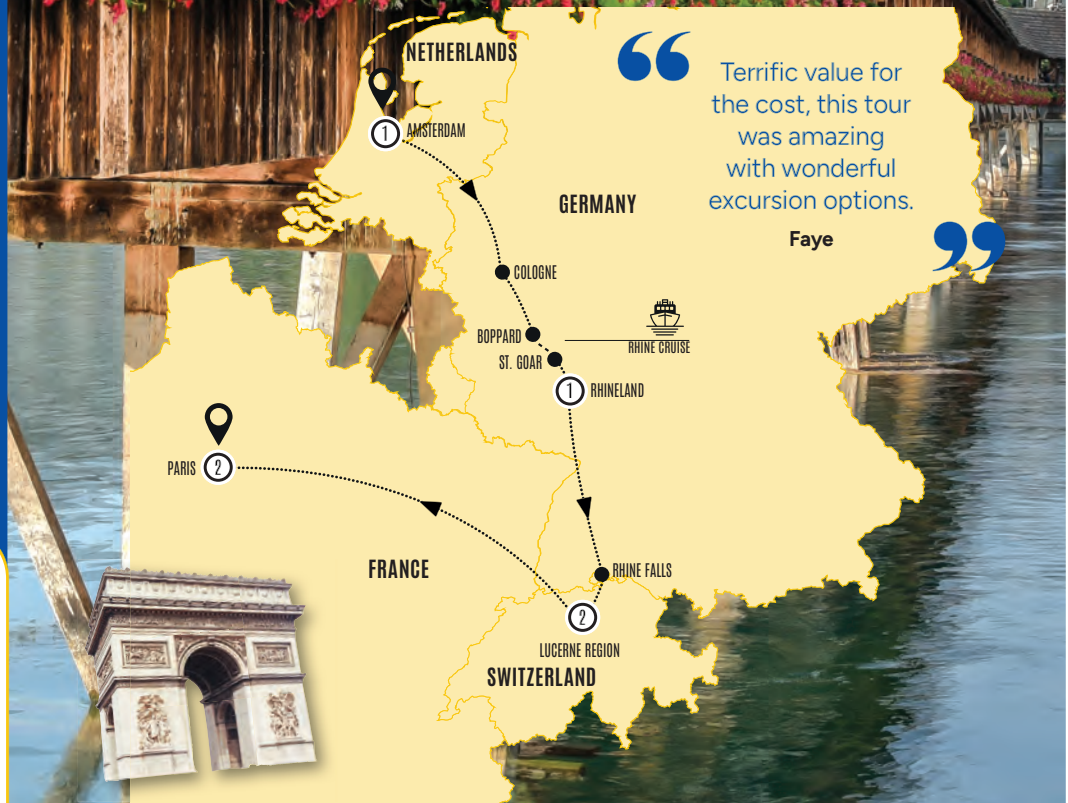 NETHERLANDS
1
AMSTERDAM
“
Terrific value for
the cost, this tour
was amazing
with wonderful
excursion options.
Faye
”
GERMANY
COLOGNE
BOPPARD
RHINE CRUISE
ST. GOAR
1
RHINELAND
PARIS
2
FRANCE
RHINE FALLS
2
LUCERNE REGION
SWITZERLAND